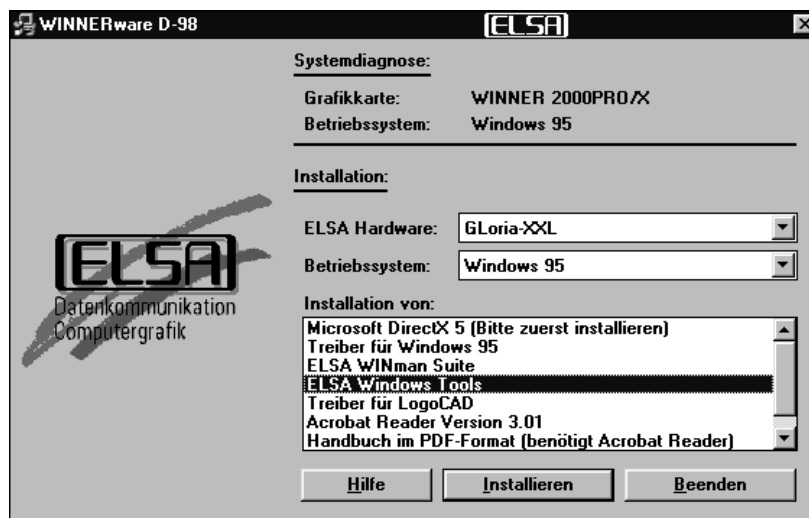 WINNERware D-98
ELSA
Systemdiagnose:
Grafikkarte: WINNER 2000PRO/X
Betriebssystem: Windows 95
Installation:
ELSA Hardware: GLoria-XXL
Betriebssystem: Windows 95
ELSA
Datenkommunikation
Computergrafik
Installation von:
Microsoft DirectX 5 (Bitte zuerst installieren)
Treiber für Windows 95
ELSA WINman Suite
ELSA Windows Tools
Treiber für LogoCAD
Acrobat Reader Version 3.01
Handbuch im PDF-Format (benötigt Acrobat Reader)
Hilfe
Installieren
Beenden